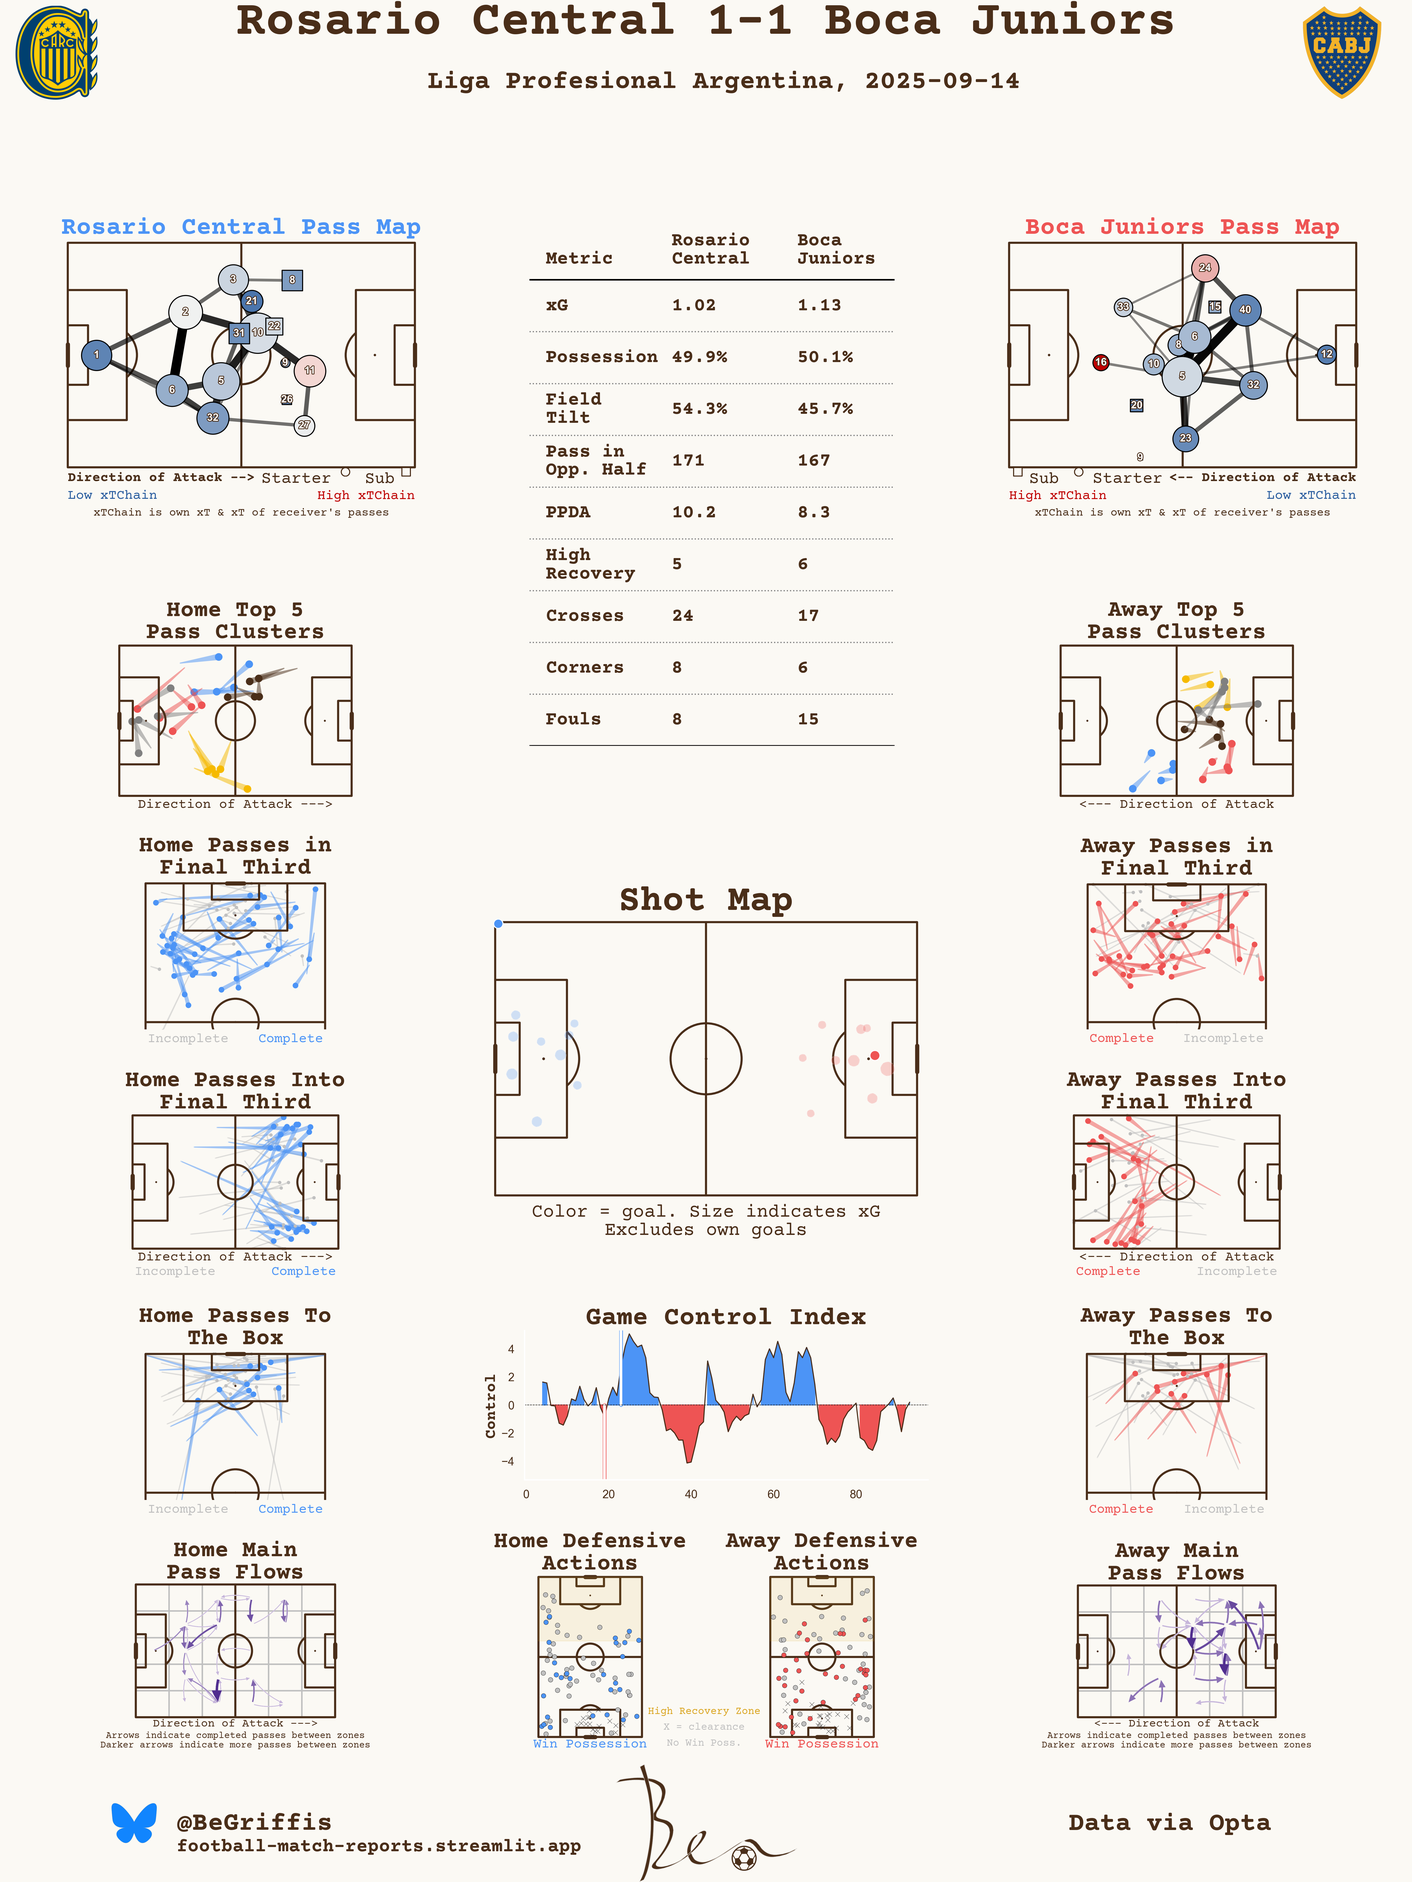 Rosario Central 1-1 Boca Juniors
CARC
CABJ
Liga Profesional Argentina, 2025-09-14
Rosario Central Pass Map
3
8
21
2
22
31
10
1
9
11
5
6
26
32
27
Direction of Attack --> Starter Sub
Low xTChain High xTChain
xTChain is own xT & xT of receiver's passes
Metric Rosario Central Boca Juniors
xG 1.02 1.13
Possession 49.9% 50.1%
Field Tilt 54.3% 45.7%
Pass in Opp. Half 171 167
PPDA 10.2 8.3
High Recovery 5 6
Crosses 24 17
Corners 8 6
Fouls 8 15
Boca Juniors Pass Map
24
33
15
40
6
8
12
16
10
5
32
20
23
9
Sub Starter <-- Direction of Attack
High xTChain Low xTChain
xTChain is own xT & xT of receiver's passes
Home Top 5
Pass Clusters
Direction of Attack --->
Away Top 5
Pass Clusters
<--- Direction of Attack
Home Passes in
Final Third
Incomplete Complete
Away Passes in
Final Third
Complete Incomplete
Shot Map
Color = goal. Size indicates xG
Excludes own goals
Home Passes Into
Final Third
Direction of Attack --->
Incomplete Complete
Away Passes Into
Final Third
<--- Direction of Attack
Complete Incomplete
Home Passes To
The Box
Incomplete Complete
Game Control Index
Control
4
2
0
−2
−4
0 20 40 60 80
Away Passes To
The Box
Complete Incomplete
Home Main
Pass Flows
Direction of Attack --->
Arrows indicate completed passes between zones
Darker arrows indicate more passes between zones
Home Defensive
Actions
Win Possession
Away Defensive
Actions
Win Possession
High Recovery Zone
X = clearance
No Win Poss.
Away Main
Pass Flows
<--- Direction of Attack
Arrows indicate completed passes between zones
Darker arrows indicate more passes between zones
@BeGriffis
football-match-reports.streamlit.app
Ben
Data via Opta